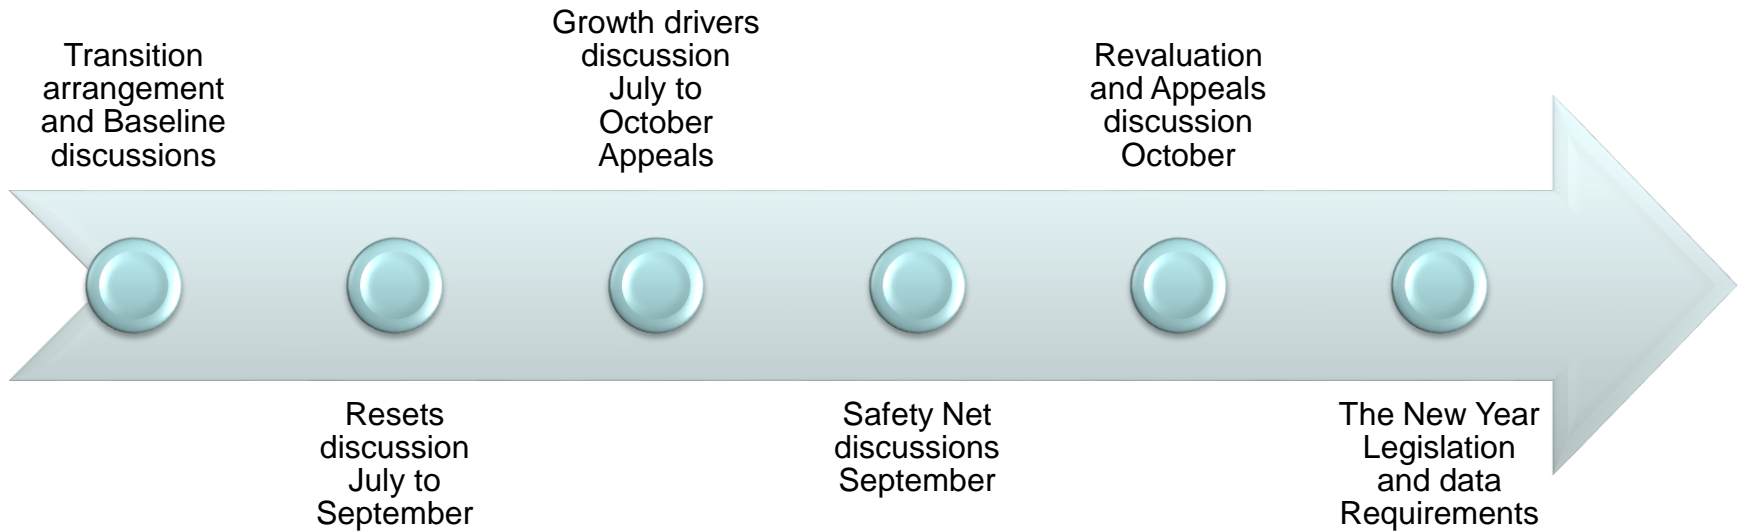 Transition
arrangement
and Baseline
discussions
Resets
discussion
July to
September
Growth drivers
discussion
July to
October
Appeals
Safety Net
discussions
September
Revaluation
and Appeals
discussion
October
The New Year
Legislation
and data
Requirements